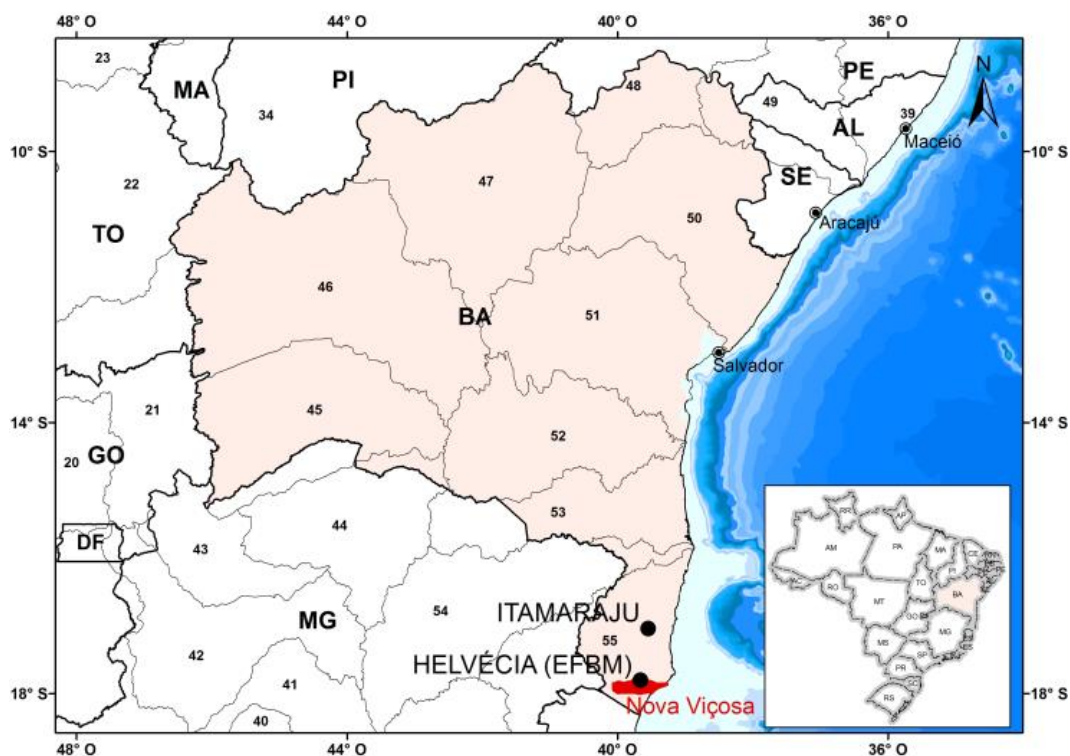 48° O
44° O
40° O
36° O
23
MA
PI
48
PE
N
34
49
39
AL
Maceió
10° S
10° S
22
47
SE
TO
50
Aracajú
46
BA
51
Salvador
21
45
14° S
52
14° S
20
GO
53
DF
43
44
ITAMARAJU
54
MG
55
42
HELVÉCIA (EFBM)
41
18° S
Nova Viçosa
18° S
40
48° O
44° O
40° O
36° O
RR
AP
AM
PA
MA
CE
PI
AC
RO
TO
BA
MT
GO
MG
MS
ES
SP
PR
SC
RS